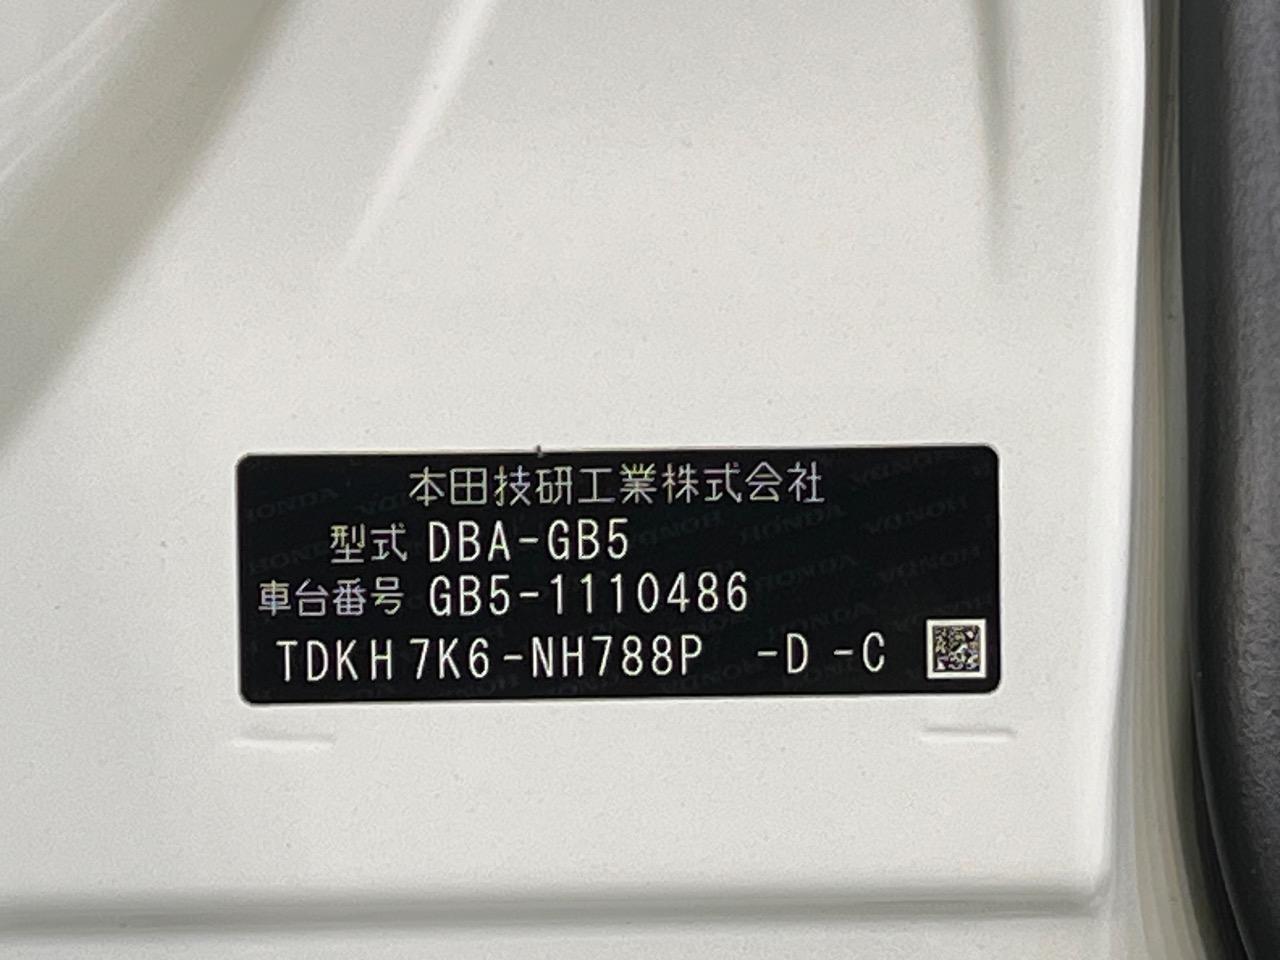 本田技研工業株式会社
型式 DBA-GB5
車台番号 GB5-1110486
TDKH7K6-NH788P -D -C